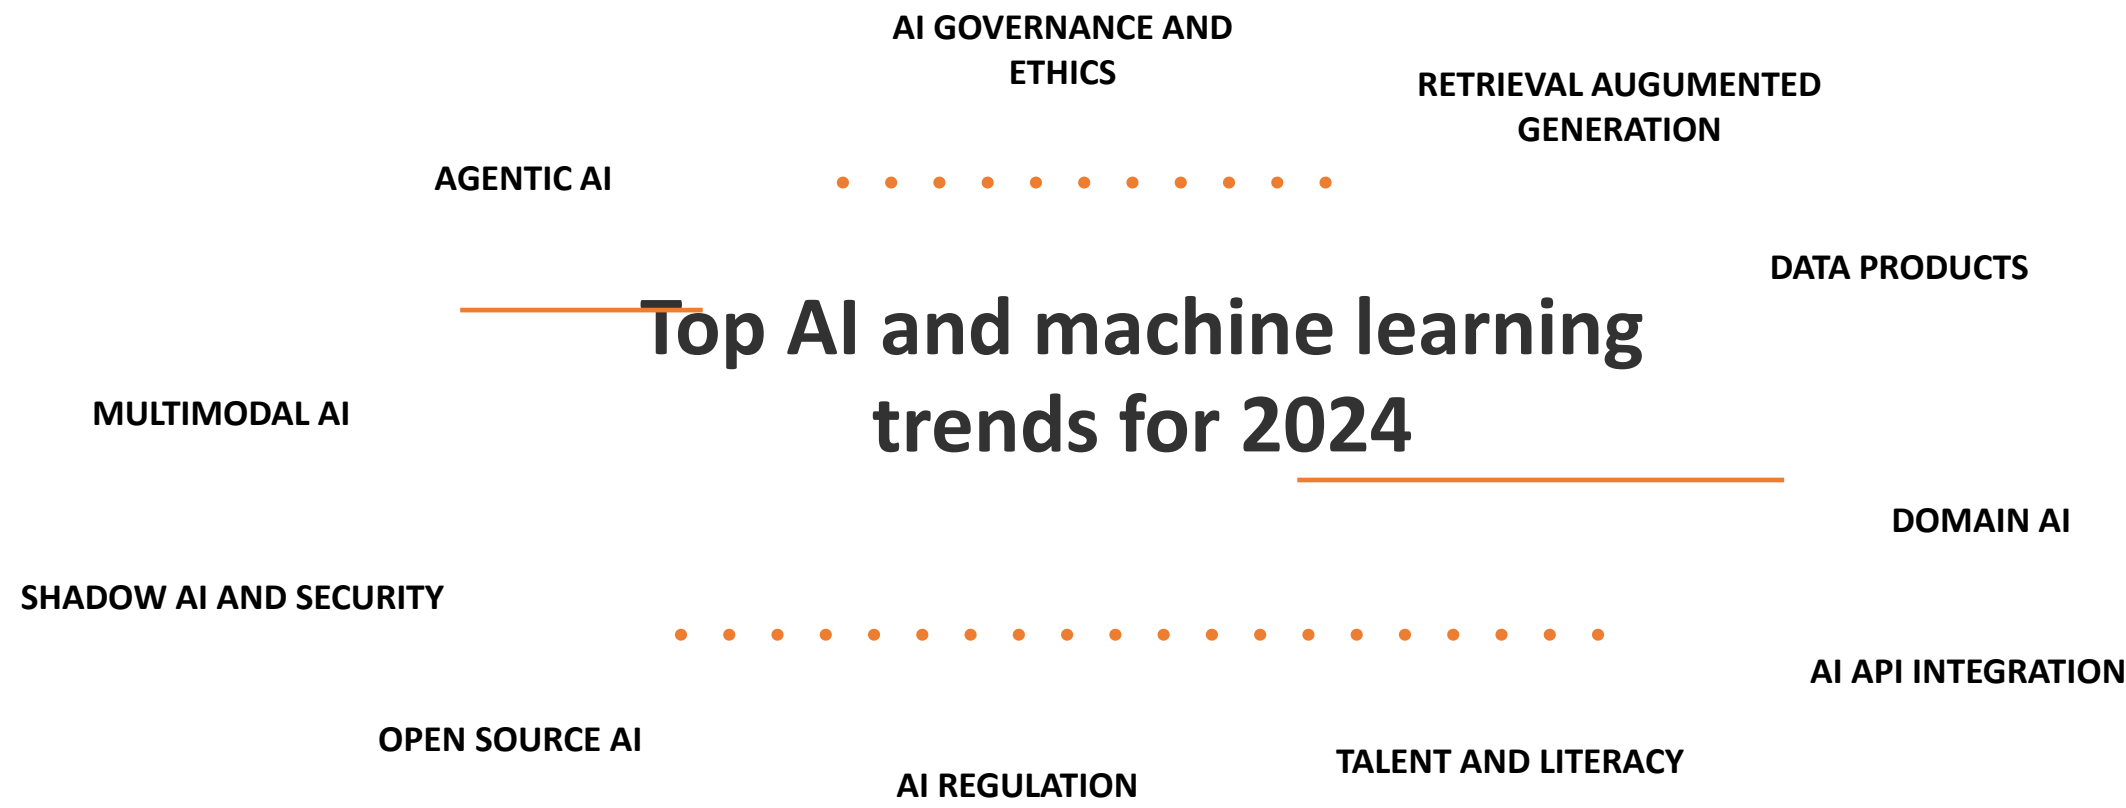 AI GOVERNANCE AND
ETHICS
RETRIEVAL AUGUMENTED
GENERATION
AGENTIC AI
DATA PRODUCTS
Top AI and machine learning
trends for 2024
MULTIMODAL AI
DOMAIN AI
SHADOW AI AND SECURITY
AI API INTEGRATION
OPEN SOURCE AI
TALENT AND LITERACY
AI REGULATION